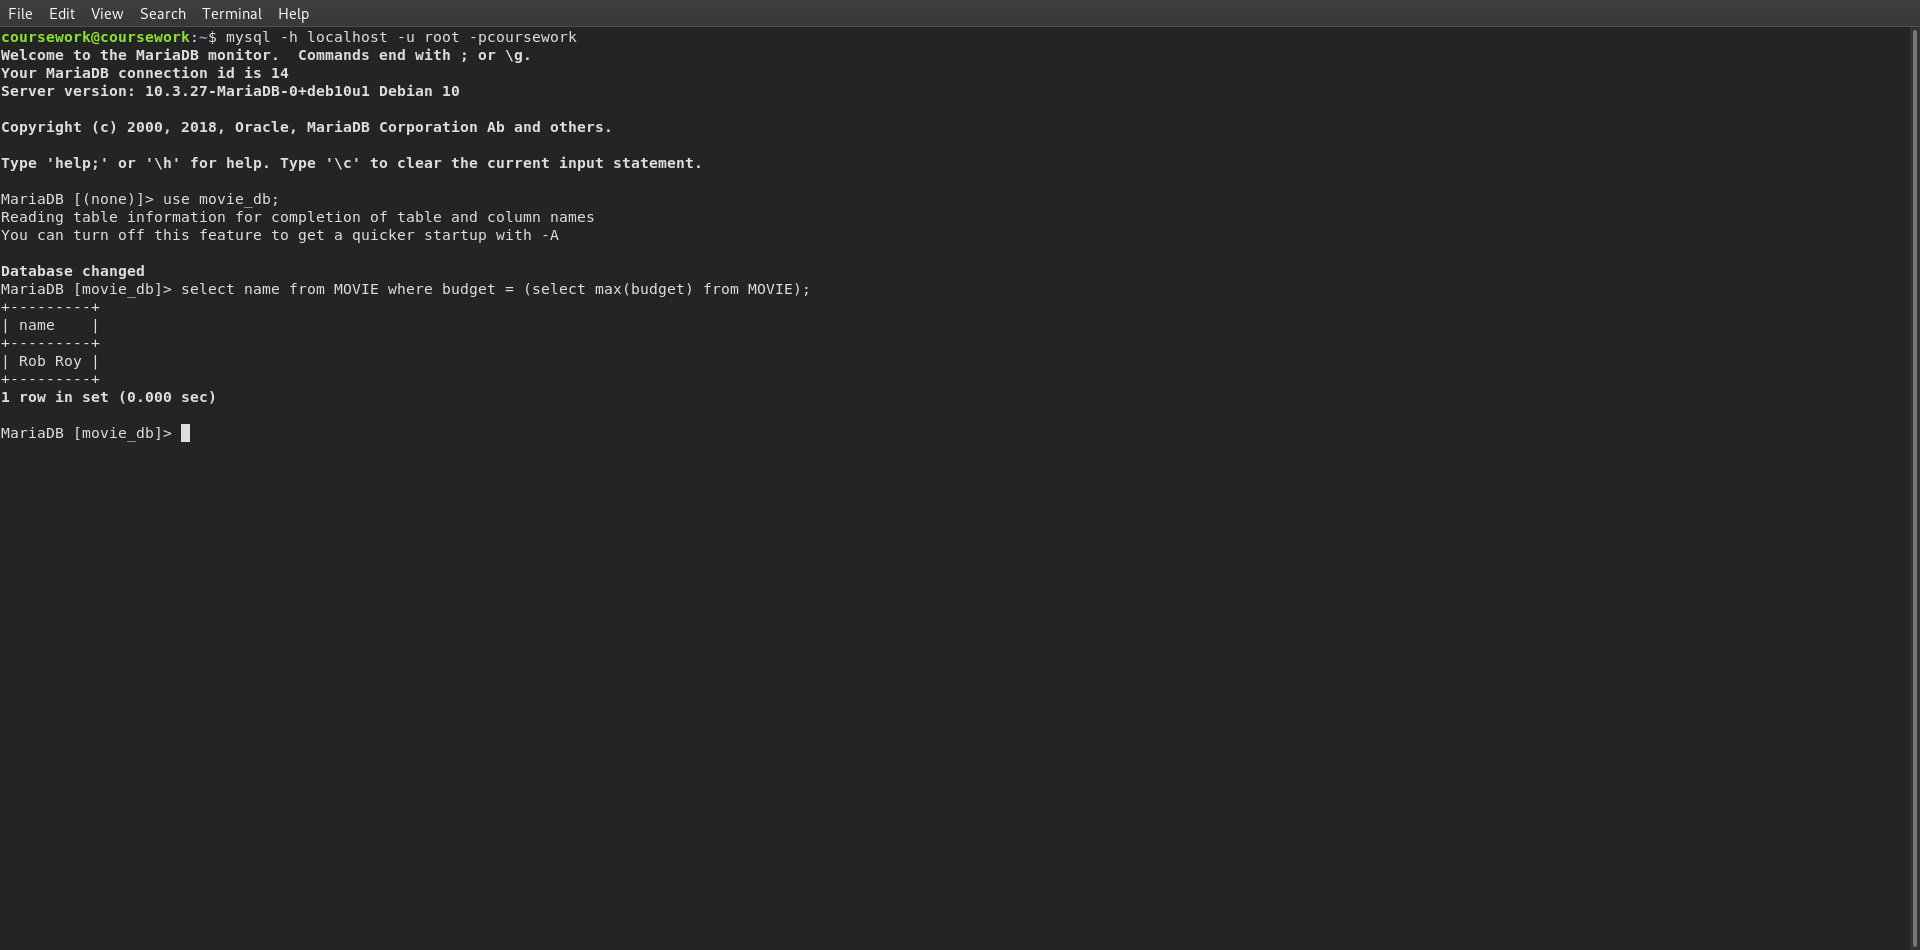 File Edit View Search Terminal Help
coursework@coursework:~$ mysql -h localhost -u root -pcoursework
Welcome to the MariaDB monitor.  Commands end with ; or \g.
Your MariaDB connection id is 14
Server version: 10.3.27-MariaDB-0+deb10u1 Debian 10
Copyright (c) 2000, 2018, Oracle, MariaDB Corporation Ab and others.
Type 'help;' or '\h' for help. Type '\c' to clear the current input statement.
MariaDB [(none)]> use movie_db;
Reading table information for completion of table and column names
You can turn off this feature to get a quicker startup with -A
Database changed
MariaDB [movie_db]> select name from MOVIE where budget = (select max(budget) from MOVIE);
+---------+
| name    |
+---------+
| Rob Roy |
+---------+
1 row in set (0.000 sec)
MariaDB [movie_db]>